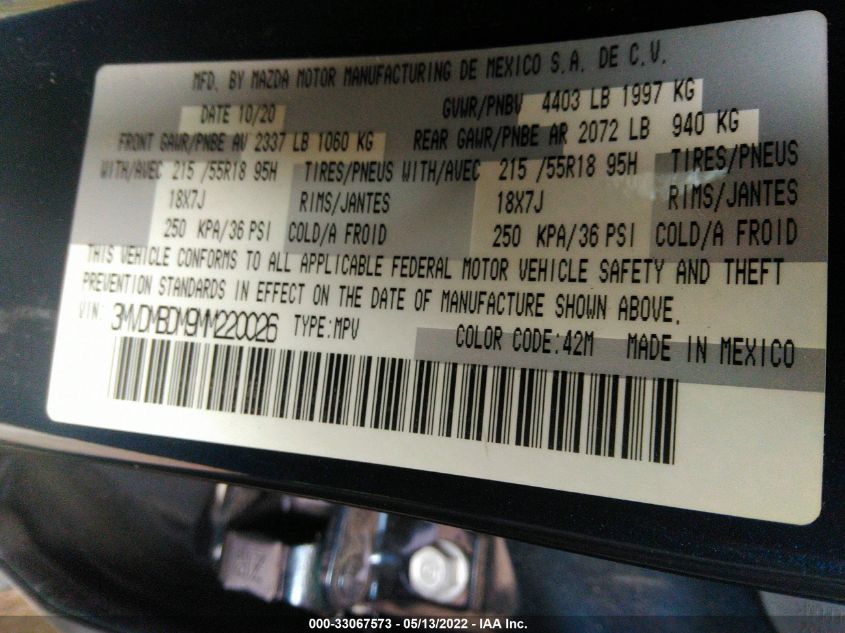 MFD. BY MAZDA MOTOR MANUFACTURING DE MEXICO S.A. DE C.V.
DATE 10/20 GVWR/PNBV 4403 LB 1997 KG
FRONT GAWR/PNBE AV 2337 LB 1060 KG REAR GAWR/PNBE AR 2072 LB 940 KG
WITH/AVEC 215 /55R18 95H TIRES/PNEUS WITH/AVEC 215 /55R18 95H TIRES/PNEUS
18X7J RIMS/JANTES 18X7J RIMS/JANTES
250 KPA/36 PSI COLD/A FROID 250 KPA/36 PSI COLD/A FROID
THIS VEHICLE CONFORMS TO ALL APPLICABLE FEDERAL MOTOR VEHICLE SAFETY AND THEFT
PREVENTION STANDARDS IN EFFECT ON THE DATE OF MANUFACTURE SHOWN ABOVE.
VIN: 3MVDMBDM9MM220026 TYPE:MPV COLOR CODE:42M MADE IN MEXICO
000-33067573 - 05/13/2022 - IAA Inc.